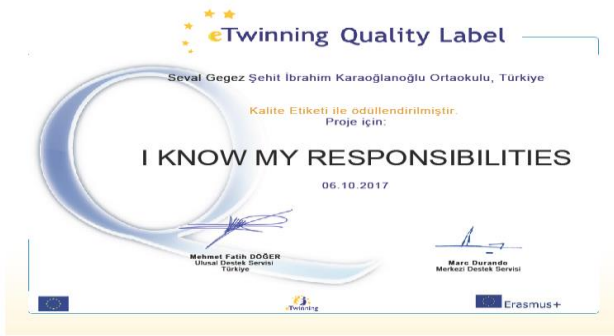 eTwinning Quality Label
Seval Gegez Şehit İbrahim Karaoğlanoğlu Ortaokulu, Türkiye
Kalite Etiketi ile ödüllendirilmiştir.
Proje için:
I KNOW MY RESPONSIBILITIES
06.10.2017
Mehmet Fatih DÖĞER
Ulusal Destek Servisi
Türkiye
Marc Durando
Merkezi Destek Servisi
eTwinning
Erasmus+